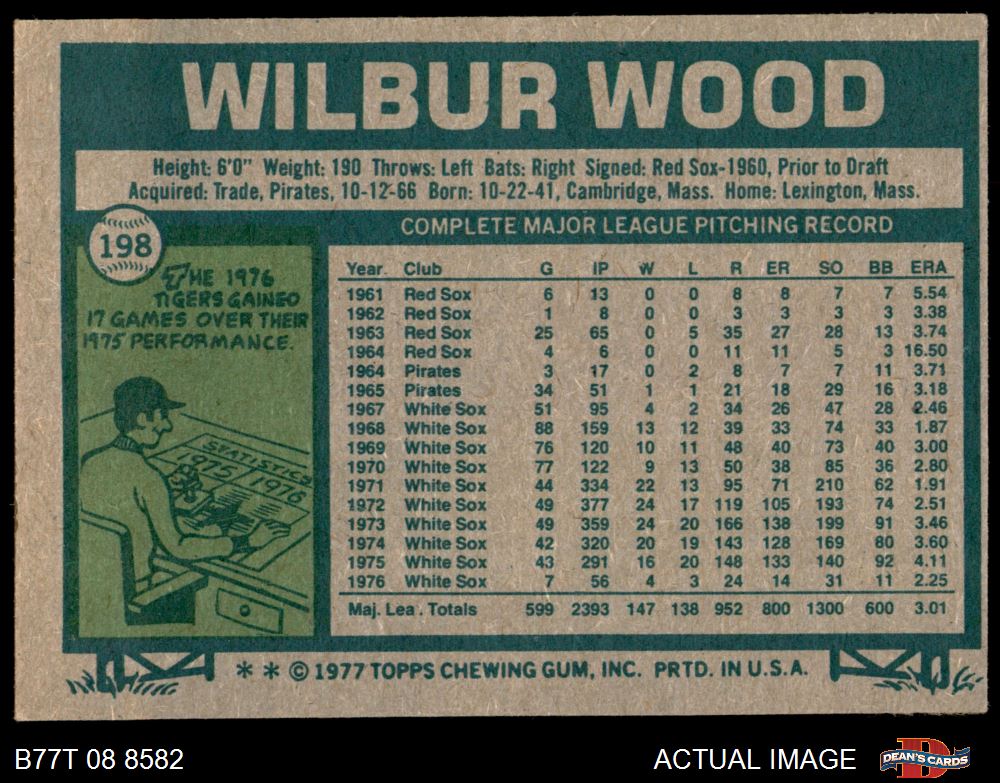 WILBUR WOOD
Height: 6'0" Weight: 190 Throws: Left Bats: Right Signed: Red Sox-1960, Prior to Draft
Acquired: Trade, Pirates, 10-12-66 Born: 10-22-41, Cambridge, Mass. Home: Lexington, Mass.
198
THE 1976
TIGERS GAINED
17 GAMES OVER THEIR
1975 PERFORMANCE.
STATISTICS
1975 1976
COMPLETE MAJOR LEAGUE PITCHING RECORD
Year Club G IP W L R ER SO BB ERA
1961 Red Sox 6 13 0 0 8 8 7 7 5.54
1962 Red Sox 1 8 0 0 3 3 3 3 3.38
1963 Red Sox 25 65 0 5 35 27 28 13 3.74
1964 Red Sox 4 6 0 0 11 11 5 3 16.50
1964 Pirates 3 17 0 2 8 7 7 11 3.71
1965 Pirates 34 51 1 1 21 18 29 16 3.18
1967 White Sox 51 95 4 2 34 26 47 28 2.46
1968 White Sox 88 159 13 12 39 33 74 33 1.87
1969 White Sox 76 120 10 11 48 40 73 40 3.00
1970 White Sox 77 122 9 13 50 38 85 36 2.80
1971 White Sox 44 334 22 13 95 71 210 62 1.91
1972 White Sox 49 377 24 17 119 105 193 74 2.51
1973 White Sox 49 359 24 20 166 138 199 91 3.46
1974 White Sox 42 320 20 19 143 128 169 80 3.60
1975 White Sox 43 291 16 20 148 133 140 92 4.11
1976 White Sox 7 56 4 3 24 14 31 11 2.25
Maj. Lea. Totals 599 2393 147 138 952 800 1300 600 3.01
* * © 1977 TOPPS CHEWING GUM, INC. PRTD. IN U.S.A.
B77T 08 8582
ACTUAL IMAGE
DEAN'S CARDS